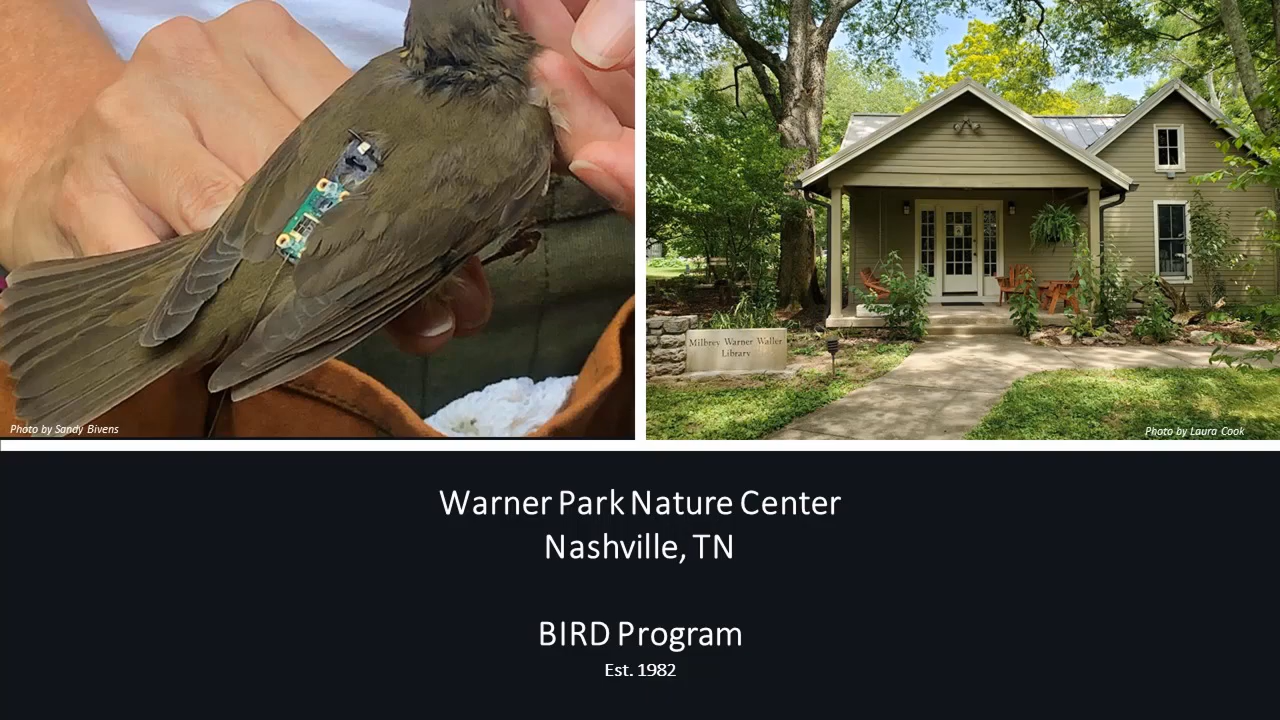 Milbrey Warner Waller
Library
Photo by Sandy Bivens
Photo by Laura Cook
Warner Park Nature Center
Nashville, TN
BIRD Program
Est. 1982